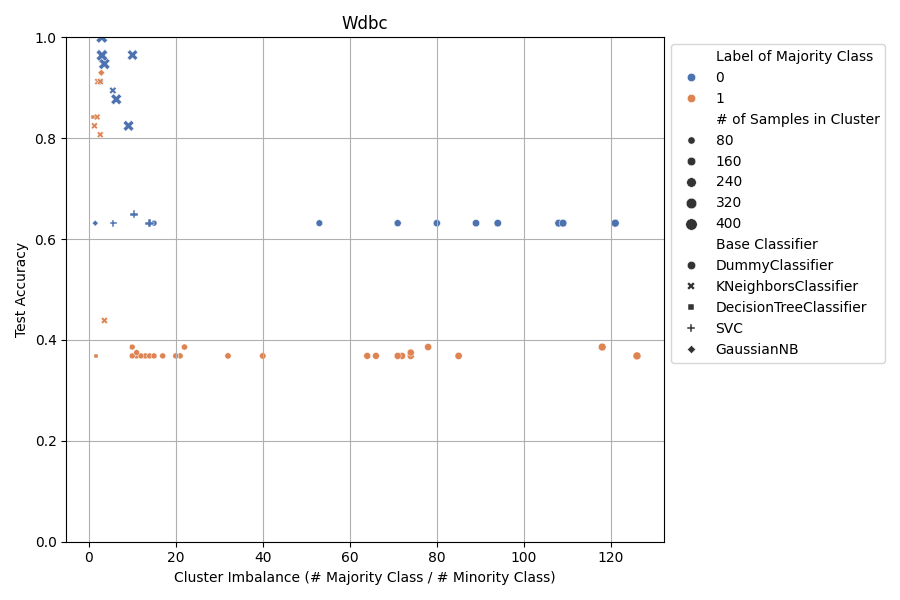 Wdbc
1.0
0.8
0.6
0.4
0.2
0.0
Test Accuracy
0
20
40
60
80
100
120
Cluster Imbalance (# Majority Class / # Minority Class)
Label of Majority Class
0
1
# of Samples in Cluster
80
160
240
320
400
Base Classifier
DummyClassifier
KNeighborsClassifier
DecisionTreeClassifier
SVC
GaussianNB